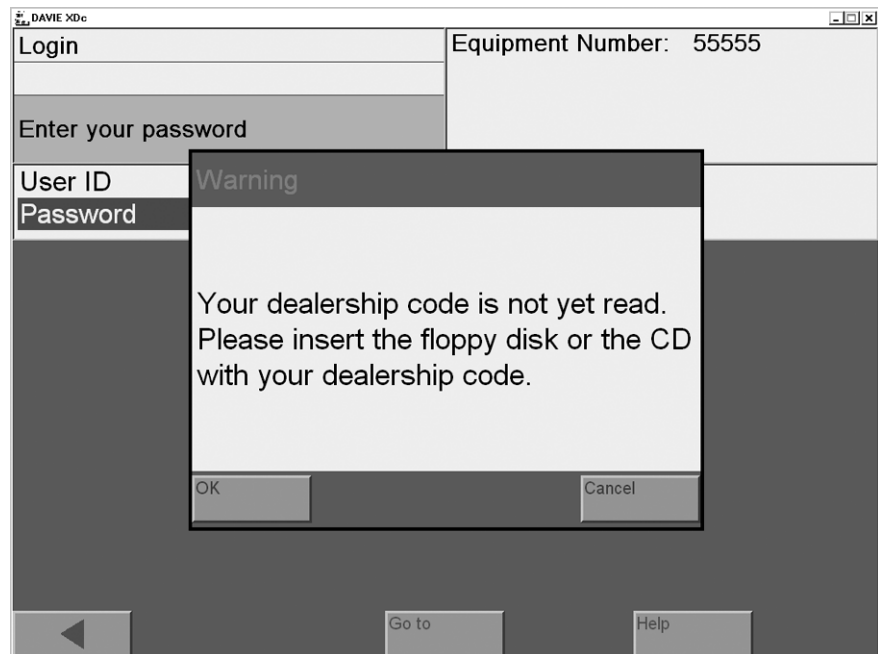 DAVIE XDc
Login
Equipment Number: 55555
Enter your password
User ID
Password
Warning
Your dealership code is not yet read.
Please insert the floppy disk or the CD
with your dealership code.
OK
Cancel
Go to
Help